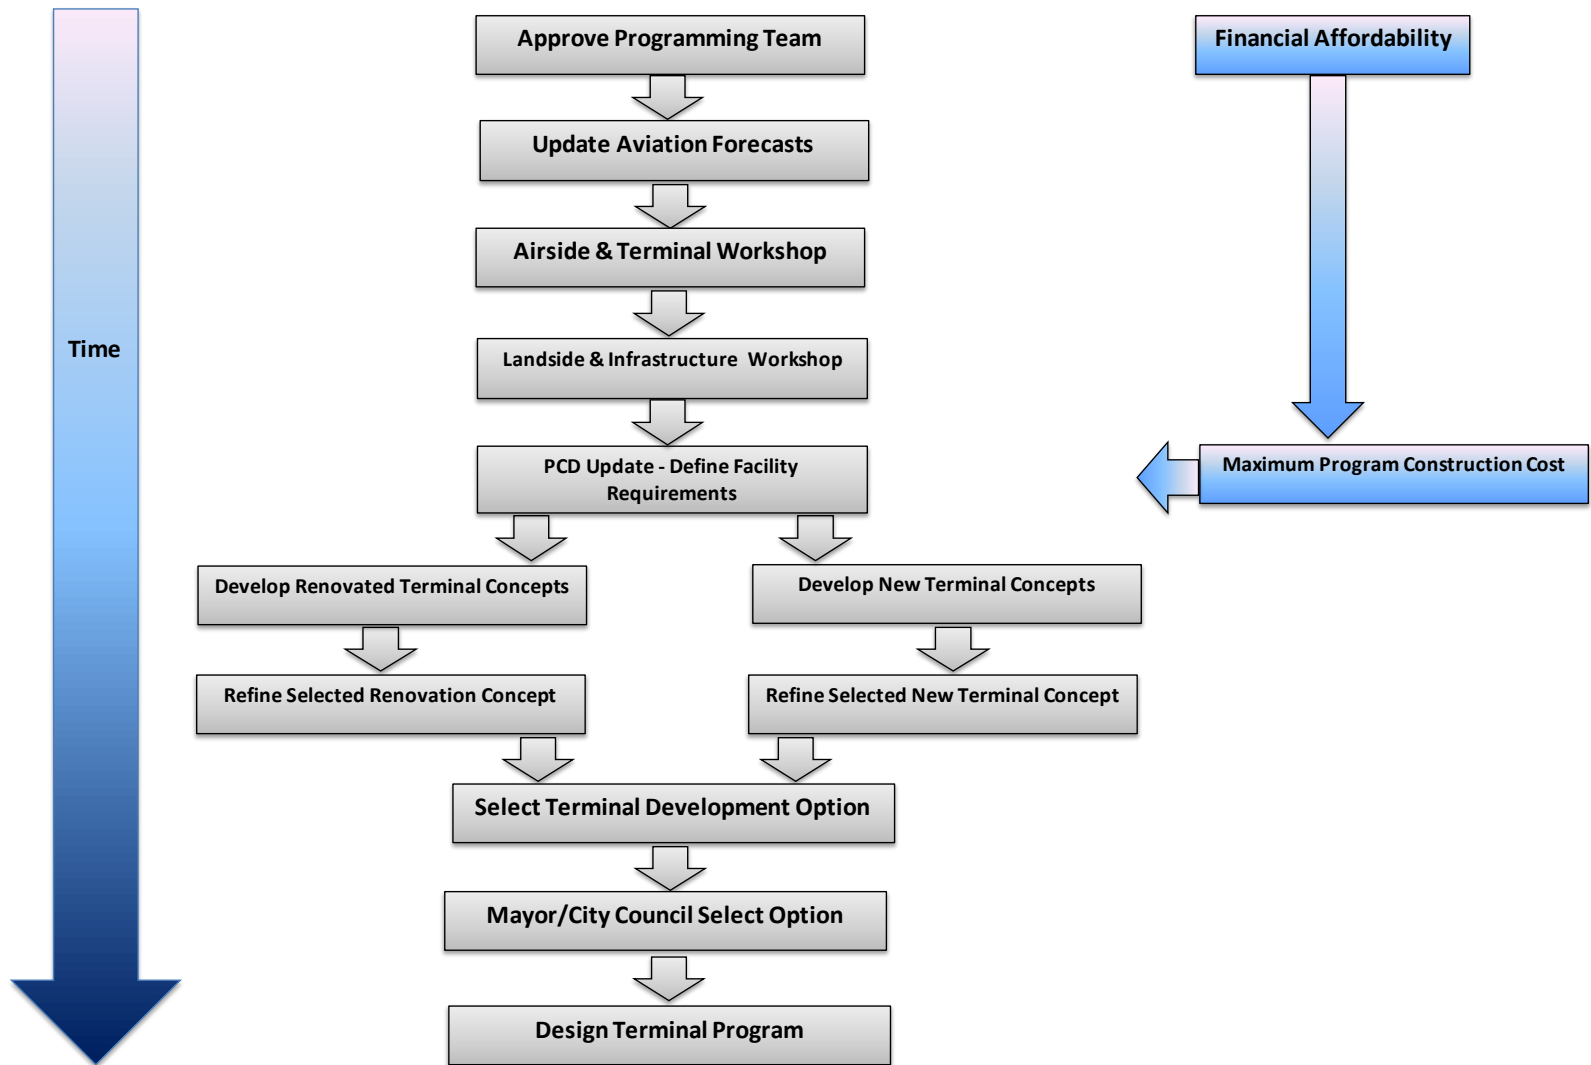 Approve Programming Team
Financial Affordability
Update Aviation Forecasts
Airside & Terminal Workshop
Time
Landside & Infrastructure Workshop
PCD Update - Define Facility
Requirements
Maximum Program Construction Cost
Develop Renovated Terminal Concepts
Develop New Terminal Concepts
Refine Selected Renovation Concept
Refine Selected New Terminal Concept
Select Terminal Development Option
Mayor/City Council Select Option
Design Terminal Program